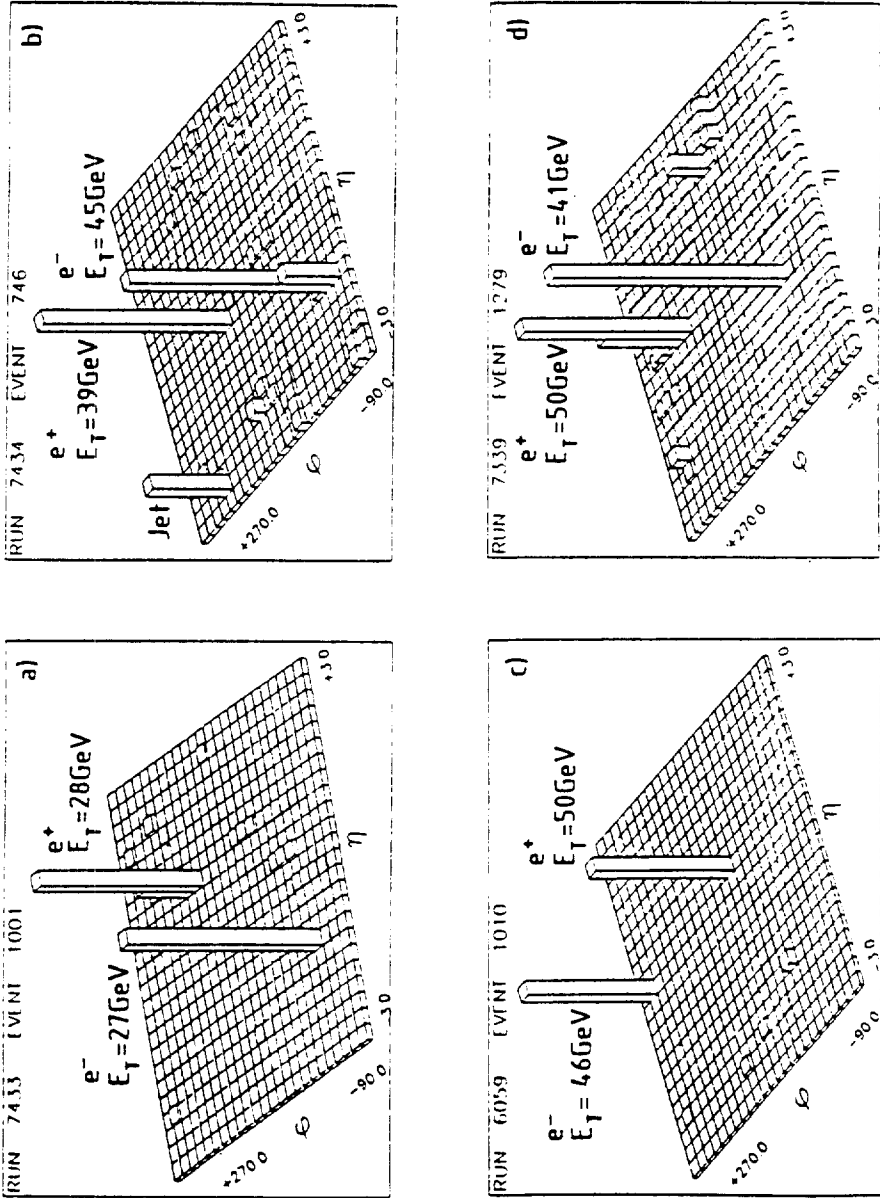 a)
RUN 7433 EVENT 1001
e⁻
E_T = 27GeV
e⁺
E_T = 28GeV
+270.0
φ
-90.0
-3.0
η
+3.0
b)
RUN 7434 EVENT 746
Jet
e⁺
E_T = 39GeV
e⁻
E_T = 45GeV
+270.0
φ
-90.0
-3.0
η
+3.0
c)
RUN 6059 EVENT 1010
e⁻
E_T = 46GeV
e⁺
E_T = 50GeV
+270.0
φ
-90.0
-3.0
η
+3.0
d)
RUN 7339 EVENT 1279
e⁺
E_T = 50GeV
e⁻
E_T = 41GeV
+270.0
φ
-90.0
-3.0
η
+3.0